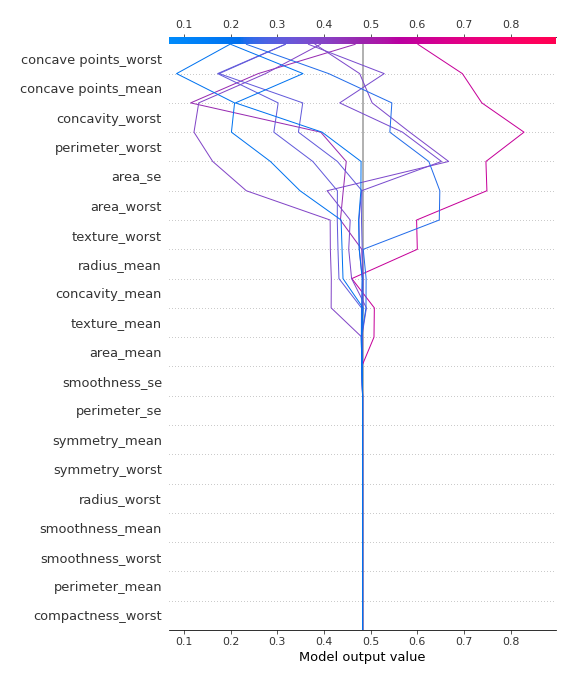 0.1 0.2 0.3 0.4 0.5 0.6 0.7 0.8
concave points_worst
concave points_mean
concavity_worst
perimeter_worst
area_se
area_worst
texture_worst
radius_mean
concavity_mean
texture_mean
area_mean
smoothness_se
perimeter_se
symmetry_mean
symmetry_worst
radius_worst
smoothness_mean
smoothness_worst
perimeter_mean
compactness_worst
0.1 0.2 0.3 0.4 0.5 0.6 0.7 0.8
Model output value